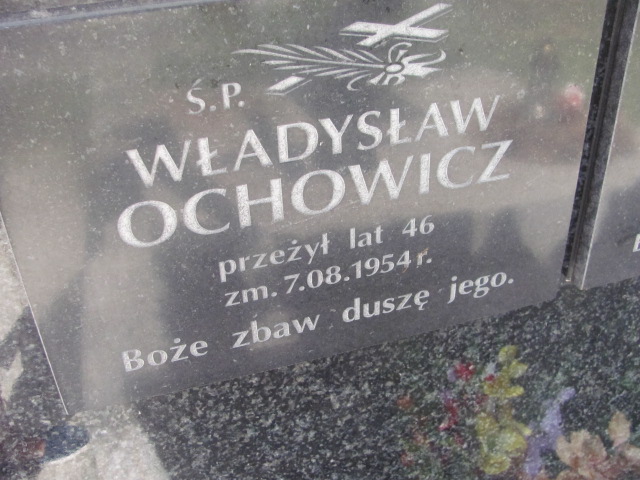 Ś.P.
WŁADYSŁAW
OCHOWICZ
przeżył lat 46
zm. 7.08.1954 r.
Boże zbaw duszę jego.